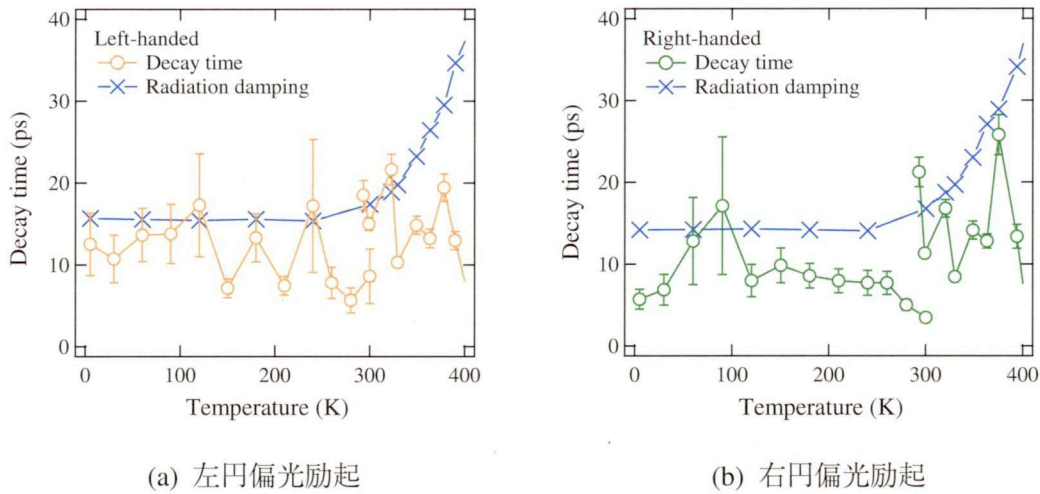 40
30
20
10
0
Decay time (ps)
Left-handed
Decay time
Radiation damping
0 100 200 300 400
Temperature (K)
(a) 左円偏光励起
40
30
20
10
0
Decay time (ps)
Right-handed
Decay time
Radiation damping
0 100 200 300 400
Temperature (K)
(b) 右円偏光励起